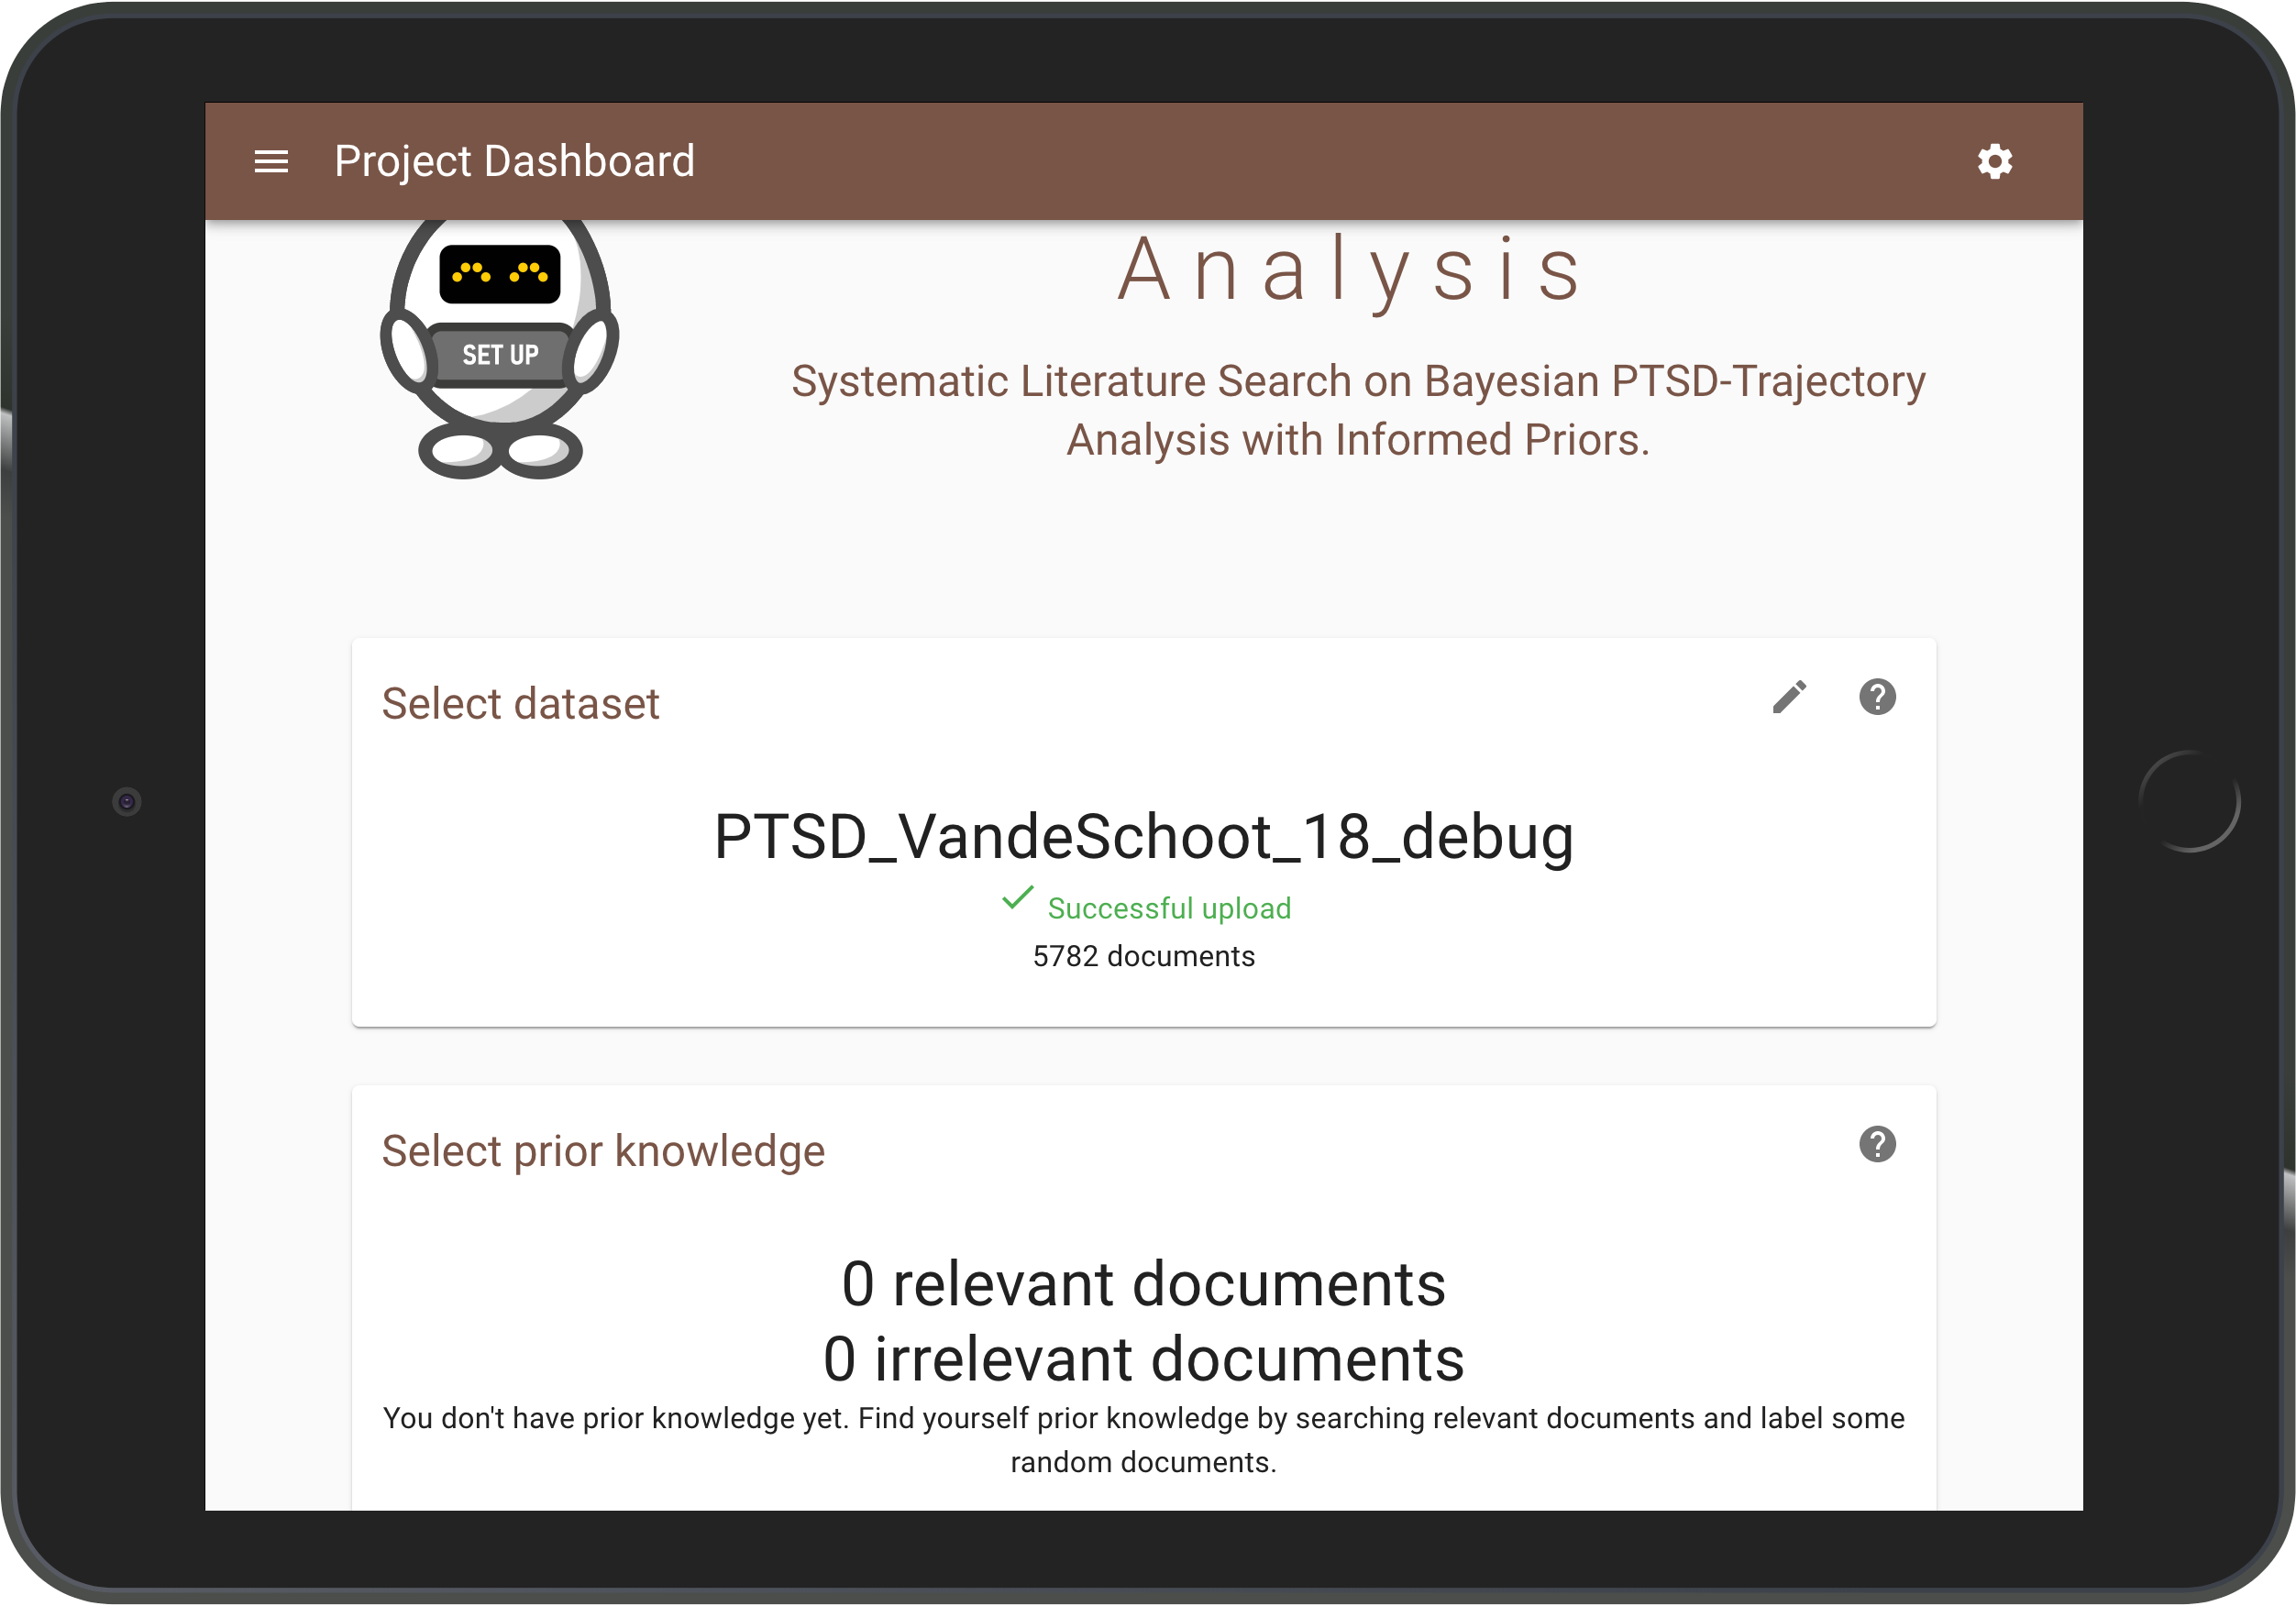 Project Dashboard
Analysis
SET UP
Systematic Literature Search on Bayesian PTSD-Trajectory
Analysis with Informed Priors.
Select dataset
PTSD_VandeSchoot_18_debug
Successful upload
5782 documents
Select prior knowledge
0 relevant documents
0 irrelevant documents
You don't have prior knowledge yet. Find yourself prior knowledge by searching relevant documents and label some
random documents.